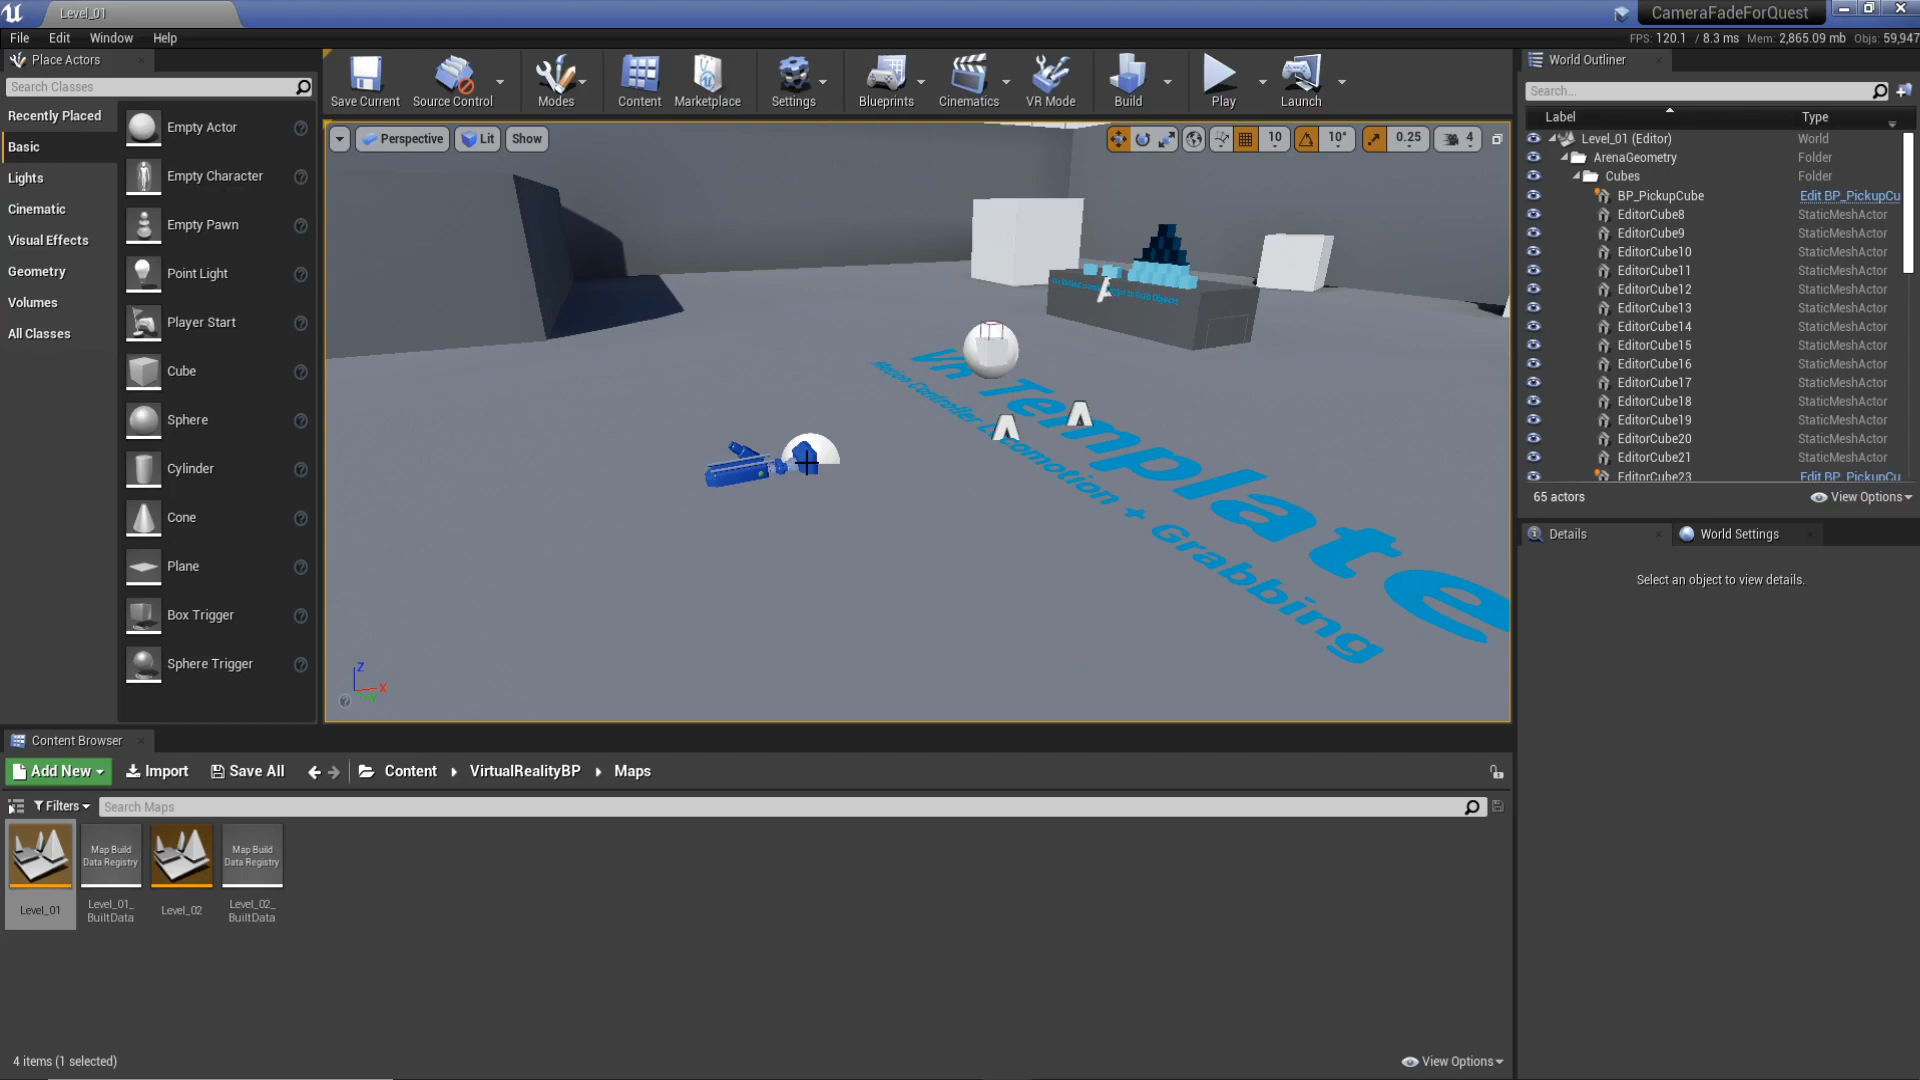 Level_01
CameraFadeForQuest
File Edit Window Help
FPS: 120.1 / 8.3 ms Mem: 2,865.09 mb Objs: 59,947
Place Actors
Search Classes
Recently Placed
Basic
Lights
Cinematic
Visual Effects
Geometry
Volumes
All Classes
Empty Actor
Empty Character
Empty Pawn
Point Light
Player Start
Cube
Sphere
Cylinder
Cone
Plane
Box Trigger
Sphere Trigger
Save Current
Source Control
Modes
Content
Marketplace
Settings
Blueprints
Cinematics
VR Mode
Build
Play
Launch
Perspective
Lit
Show
10
10°
0.25
4
VR Template
Motion Controller Locomotion + Grabbing
Z
X
Y
World Outliner
Search...
Label Type
Level_01 (Editor) World
ArenaGeometry Folder
Cubes Folder
BP_PickupCube Edit BP_PickupCu
EditorCube8 StaticMeshActor
EditorCube9 StaticMeshActor
EditorCube10 StaticMeshActor
EditorCube11 StaticMeshActor
EditorCube12 StaticMeshActor
EditorCube13 StaticMeshActor
EditorCube14 StaticMeshActor
EditorCube15 StaticMeshActor
EditorCube16 StaticMeshActor
EditorCube17 StaticMeshActor
EditorCube18 StaticMeshActor
EditorCube19 StaticMeshActor
EditorCube20 StaticMeshActor
EditorCube21 StaticMeshActor
EditorCube23 Edit BP_PickupCu
65 actors
View Options
Details
World Settings
Select an object to view details.
Content Browser
Add New
Import
Save All
Content
VirtualRealityBP
Maps
Filters
Search Maps
Map Build
Data Registry
Map Build
Data Registry
Level_01
Level_01_
BuiltData
Level_02
Level_02_
BuiltData
4 items (1 selected)
View Options